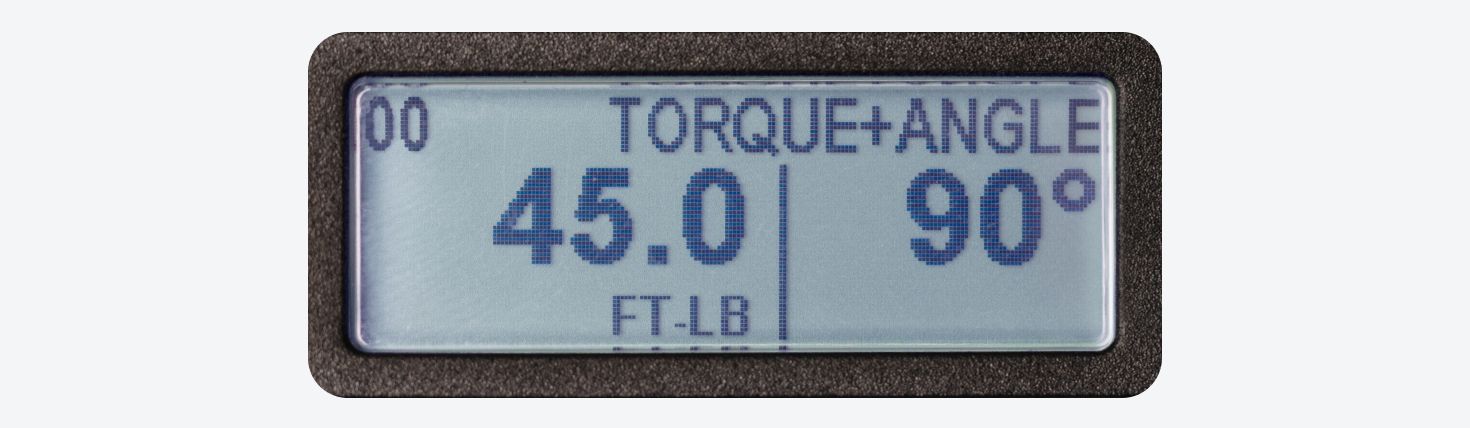 00 TORQUE+ANGLE
45.0 90°
FT-LB